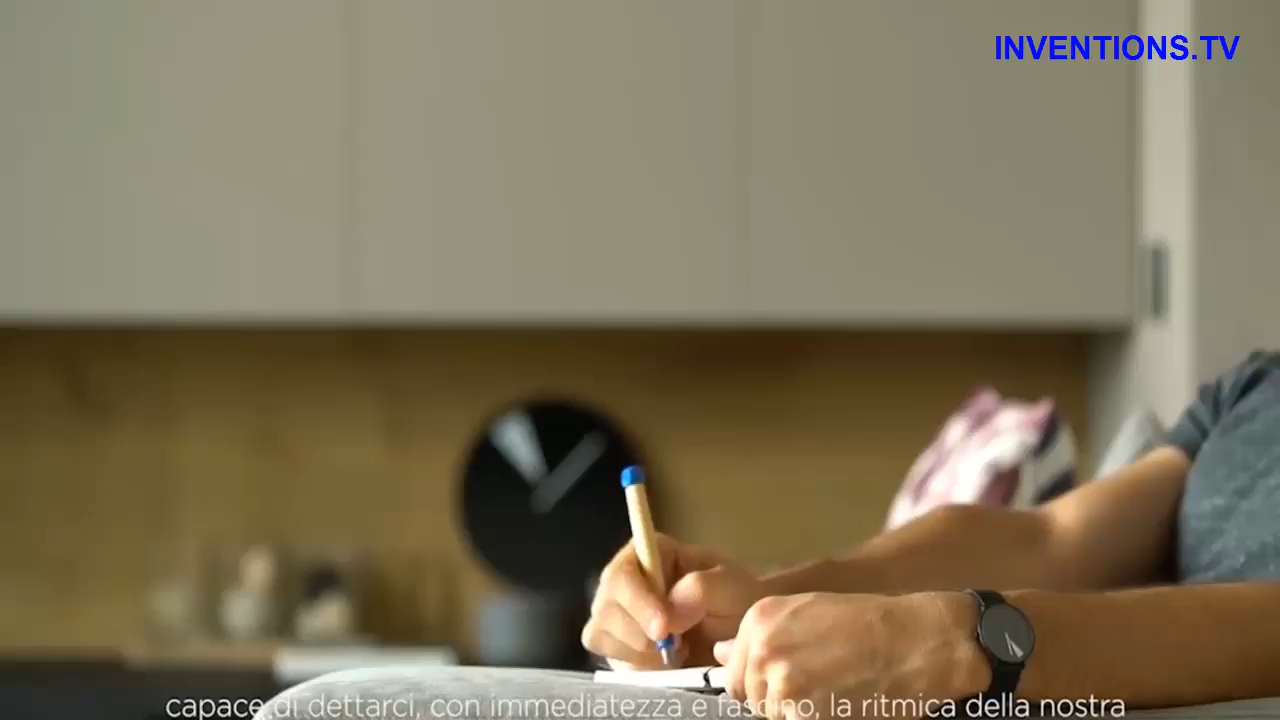 INVENTIONS.TV
capace di dettarci, con immediatezza e fascino, la ritmica della nostra